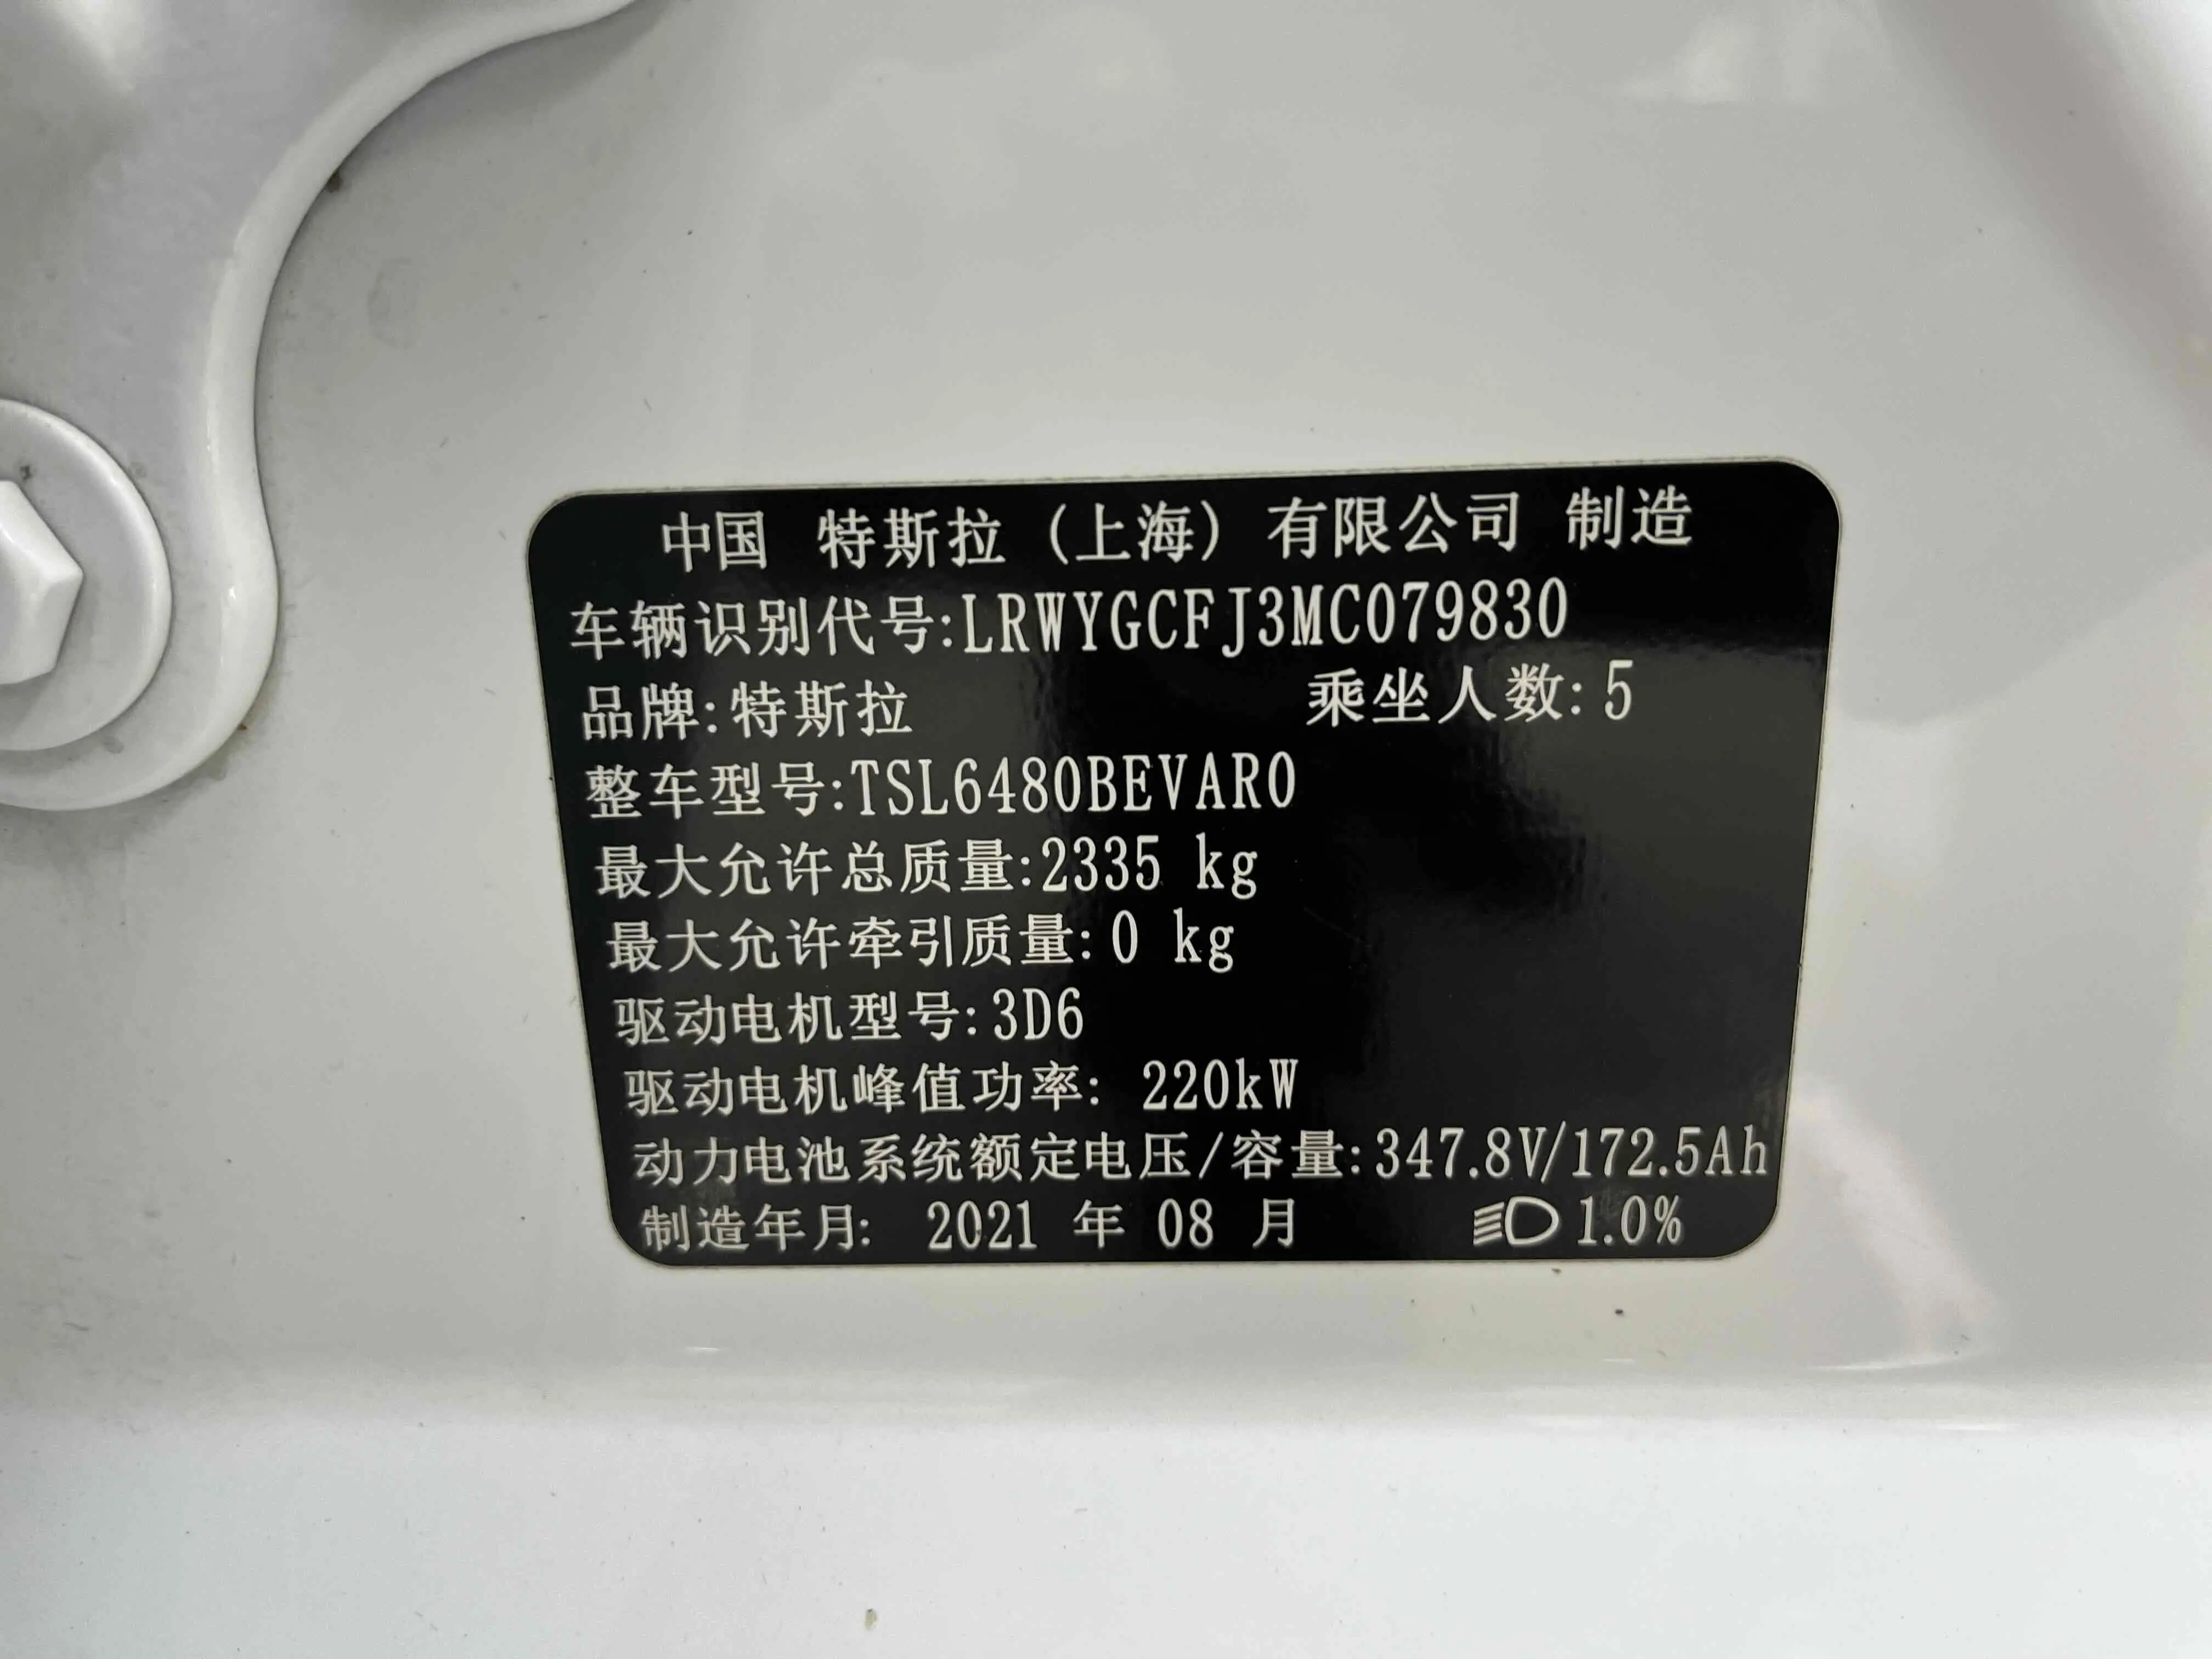 中国 特斯拉 (上海) 有限公司 制造
车辆识别代号:LRWYGCFJ3MC079830
品牌:特斯拉 乘坐人数:5
整车型号:TSL6480BEVAR0
最大允许总质量:2335 kg
最大允许牵引质量:0 kg
驱动电机型号:3D6
驱动电机峰值功率: 220kW
动力电池系统额定电压/容量:347.8V/172.5Ah
制造年月: 2021 年 08 月 1.0%